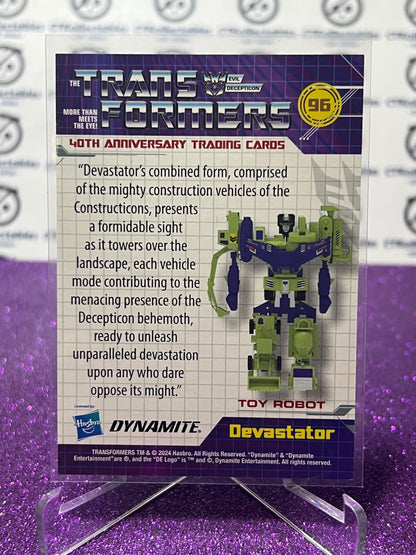 THE TRANSFORMERS
EVIL
DECEPTICON
96
MORE THAN
MEETS
THE EYE!
40TH ANNIVERSARY TRADING CARDS
"Devastator's combined form, comprised
of the mighty construction vehicles of the
Constructicons, presents
a formidable sight
as it towers over the
landscape, each vehicle
mode contributing to the
menacing presence of the
Decepticon behemoth,
ready to unleash
unparalleled devastation
upon any who dare
oppose its might."
TOY ROBOT
Licensed by:
Hasbro
DYNAMITE.
Devastator
TRANSFORMERS TM & © 2024 Hasbro. All Rights Reserved. "Dynamite" & "Dynamite
Entertainment" are ®, and the "DE Logo" is ™ and ©, Dynamite Entertainment. All rights reserved.